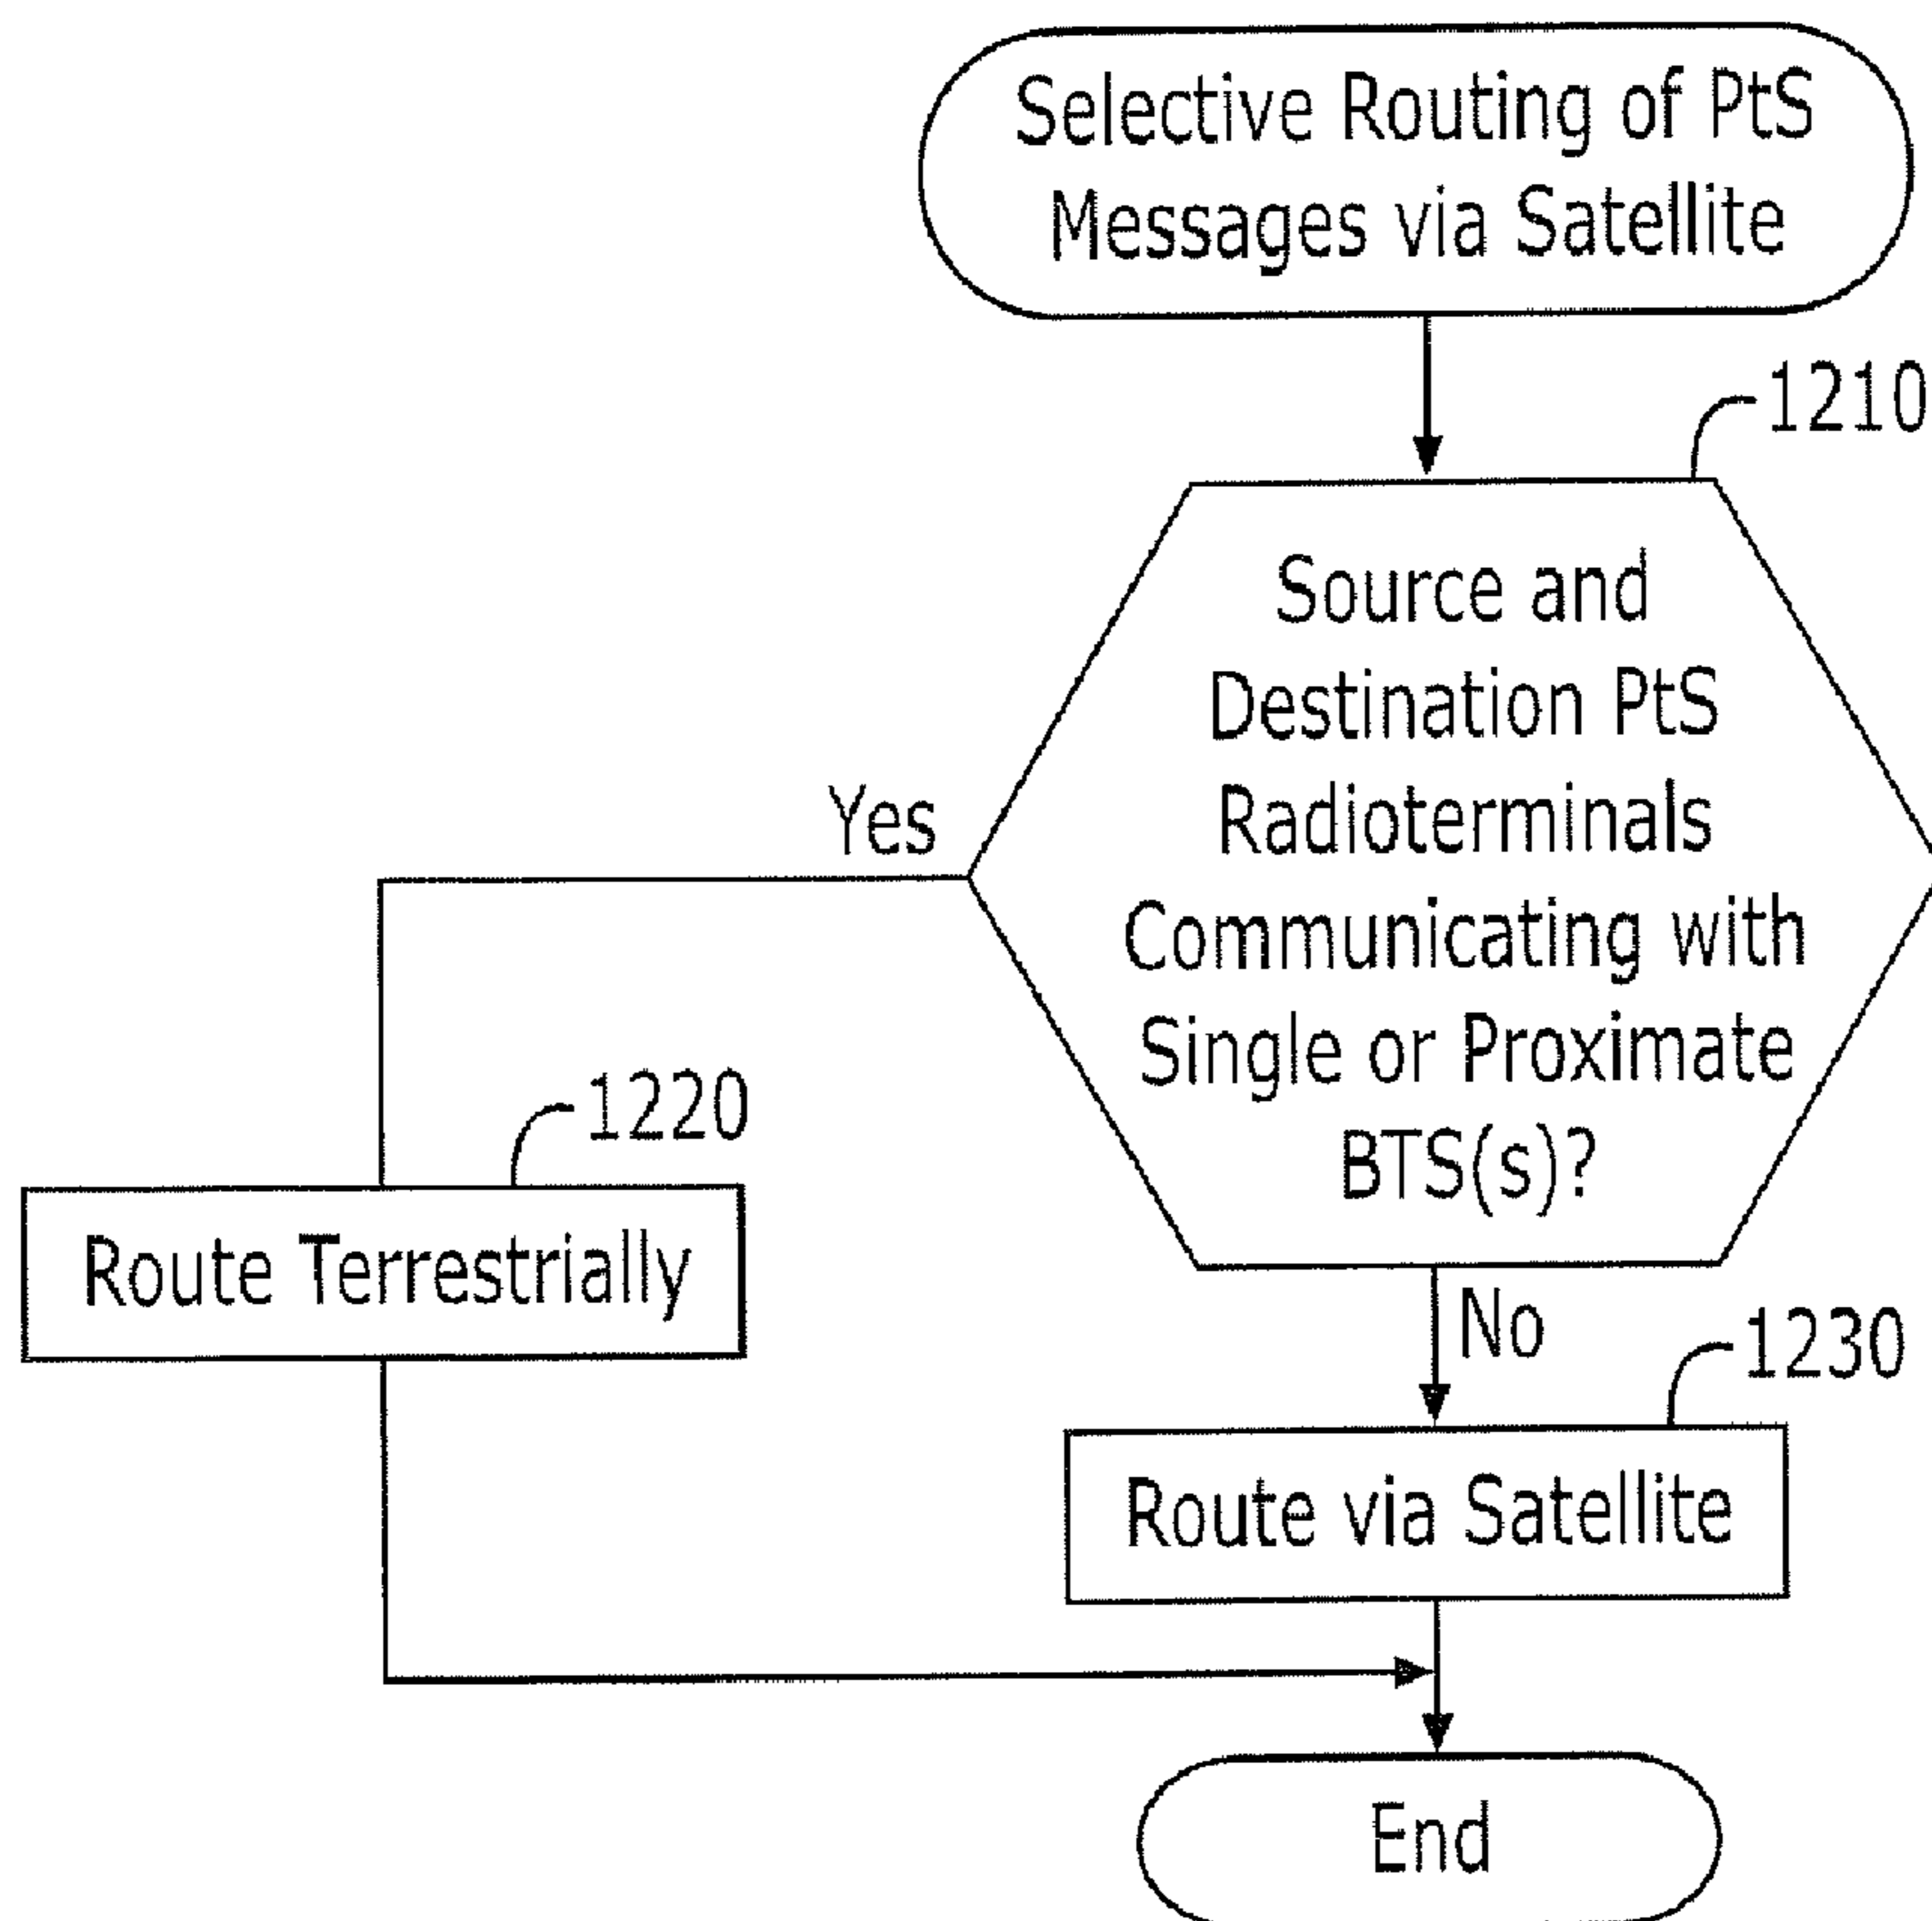 Selective Routing of PtS
Messages via Satellite
1210
Source and
Destination PtS
Radioterminals
Communicating with
Single or Proximate
BTS(s)?
Yes
1220
Route Terrestrially
No
1230
Route via Satellite
End